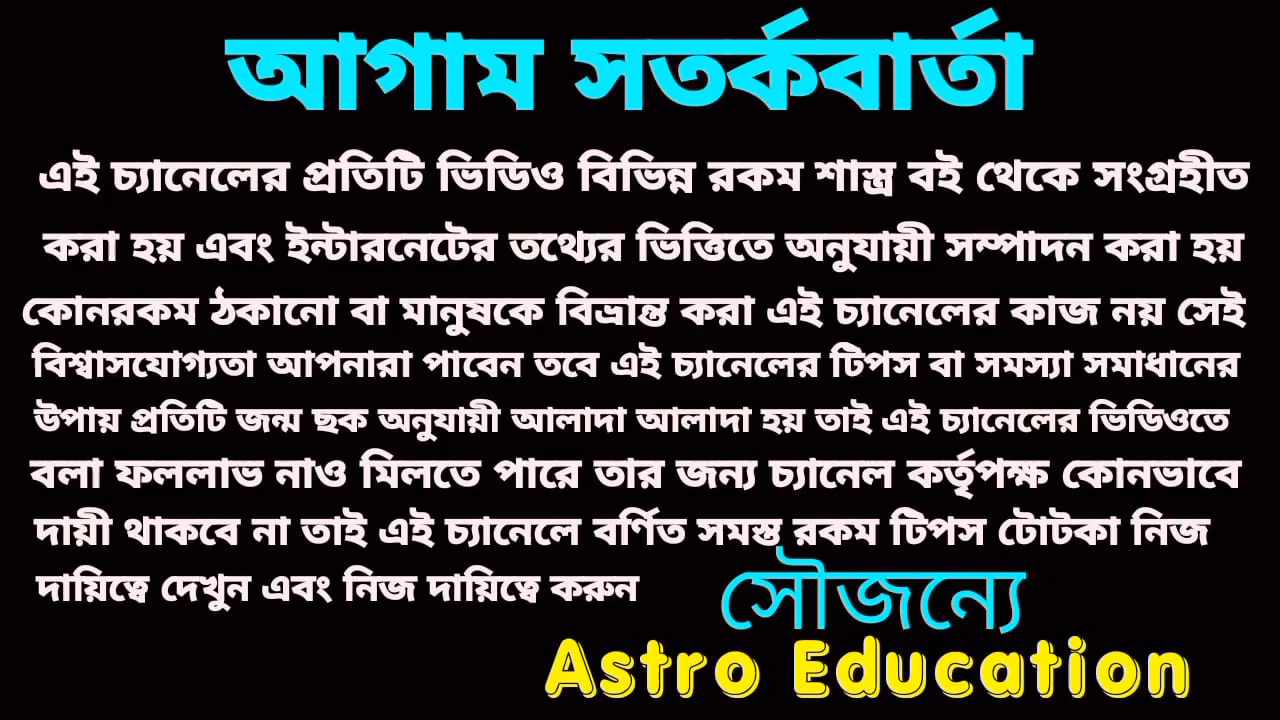 আগাম সতর্কবার্তা
এই চ্যানেলের প্রতিটি ভিডিও বিভিন্ন রকম শাস্ত্র বই থেকে সংগ্রহীত
করা হয় এবং ইন্টারনেটের তথ্যের ভিত্তিতে অনুযায়ী সম্পাদন করা হয়
কোনরকম ঠকানো বা মানুষকে বিভ্রান্ত করা এই চ্যানেলের কাজ নয় সেই
বিশ্বাসযোগ্যতা আপনারা পাবেন তবে এই চ্যানেলের টিপস বা সমস্যা সমাধানের
উপায় প্রতিটি জন্ম ছক অনুযায়ী আলাদা আলাদা হয় তাই এই চ্যানেলের ভিডিওতে
বলা ফললাভ নাও মিলতে পারে তার জন্য চ্যানেল কর্তৃপক্ষ কোনভাবে
দায়ী থাকবে না তাই এই চ্যানেলে বর্ণিত সমস্ত রকম টিপস টোটকা নিজ
দায়িত্বে দেখুন এবং নিজ দায়িত্বে করুন
সৌজন্যে
Astro Education